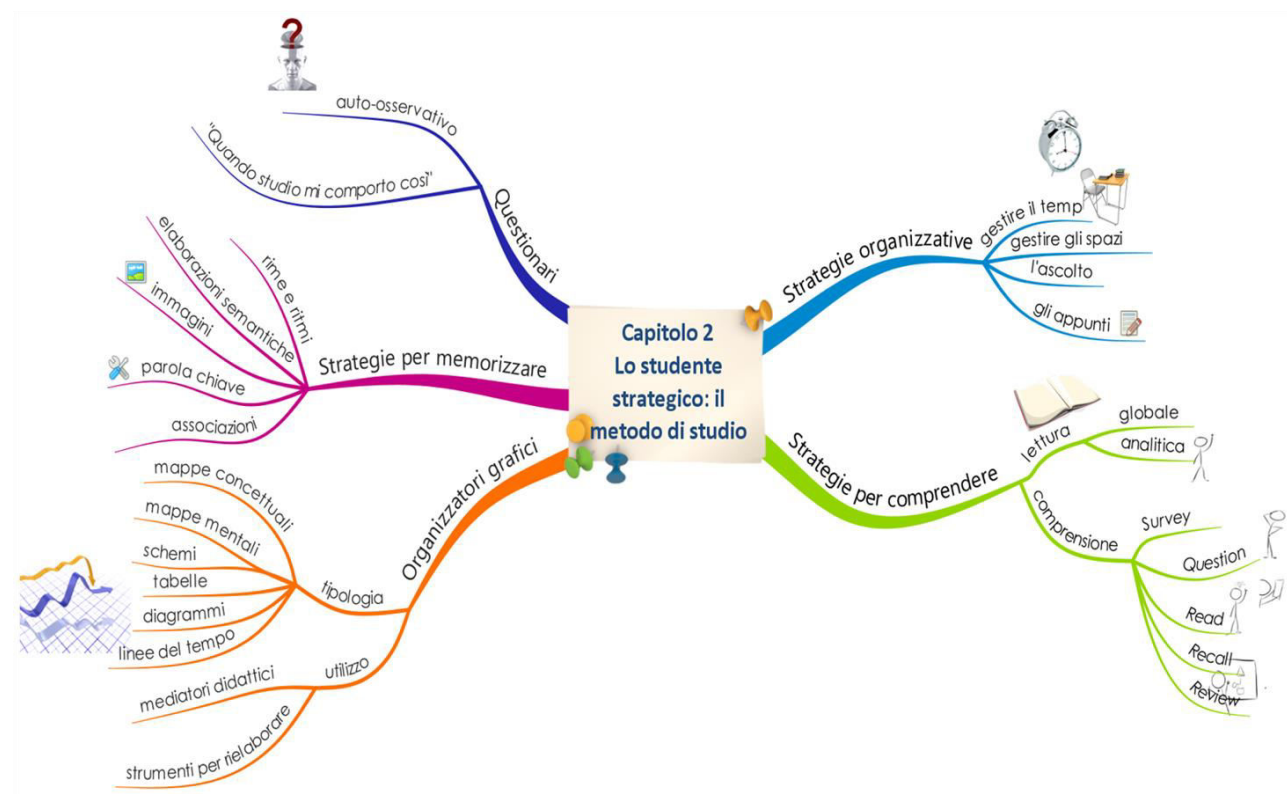 Capitolo 2
Lo studente
strategico: il
metodo di studio
Questionari
auto-osservativo
"Quando studio mi comporto così"
Strategie organizzative
gestire il temp
gestire gli spazi
l'ascolto
gli appunti
Strategie per comprendere
lettura
globale
analitica
comprensione
Survey
Question
Read
Recall
Review
Strategie per memorizzare
rime e ritmi
elaborazioni semantiche
immagini
parola chiave
associazioni
Organizzatori grafici
tipologia
mappe concettuali
mappe mentali
schemi
tabelle
diagrammi
linee del tempo
utilizzo
mediatori didattici
strumenti per rielaborare
?